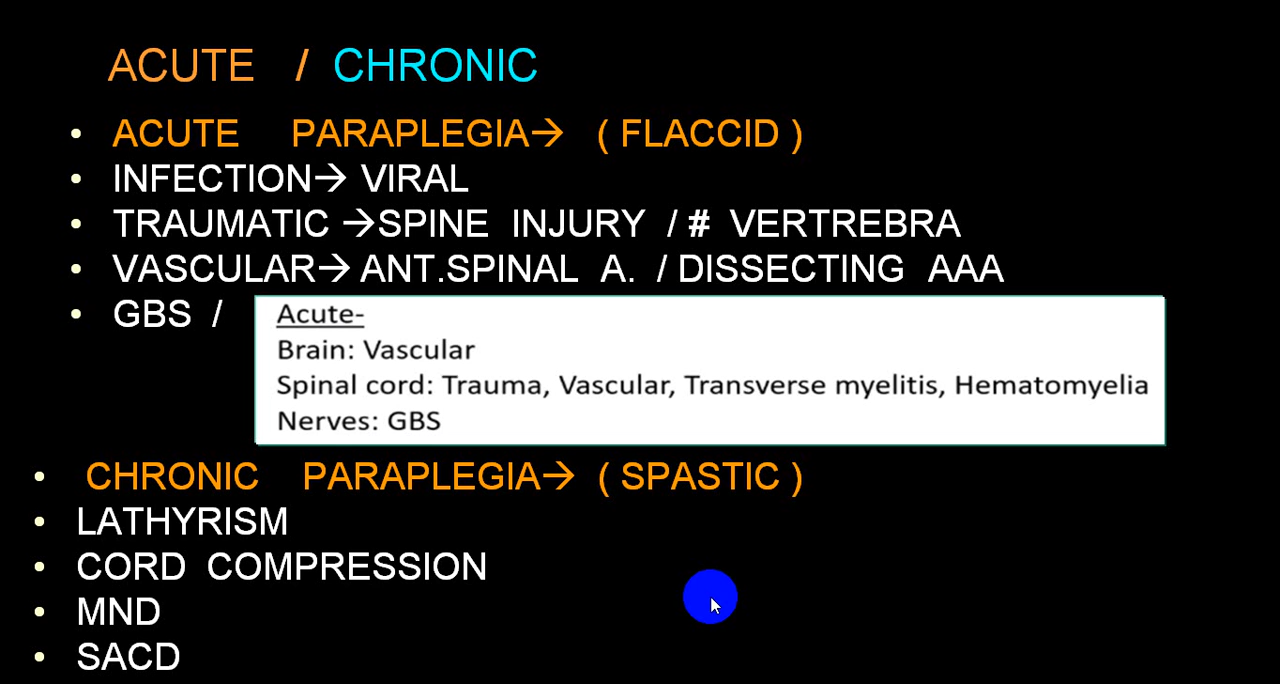 ACUTE / CHRONIC
• ACUTE PARAPLEGIA→ ( FLACCID )
• INFECTION→ VIRAL
• TRAUMATIC →SPINE INJURY / # VERTREBRA
• VASCULAR→ ANT.SPINAL A. / DISSECTING AAA
• GBS /
Acute-
Brain: Vascular
Spinal cord: Trauma, Vascular, Transverse myelitis, Hematomyelia
Nerves: GBS
• CHRONIC PARAPLEGIA→ ( SPASTIC )
• LATHYRISM
• CORD COMPRESSION
• MND
• SACD